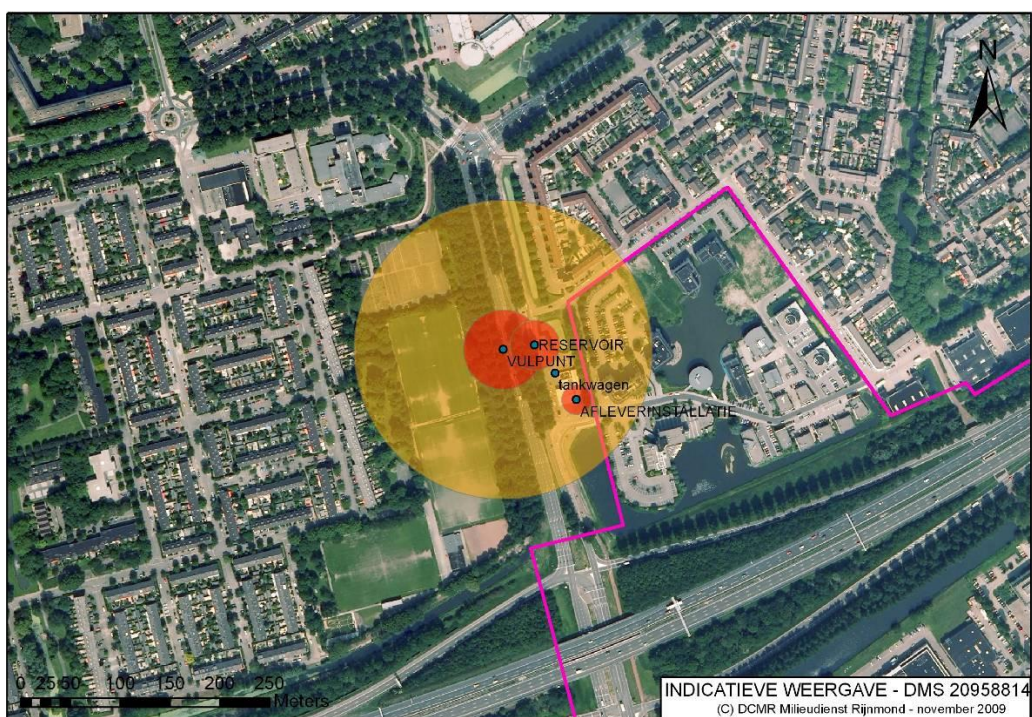 N
RESERVOIR
VULPUNT
tankwagen
AFLEVERINSTALLATIE
0 25 50 100 150 200 250
Meters
INDICATIEVE WEERGAVE - DMS 20958814
(C) DCMR Milieudienst Rijnmond - november 2009